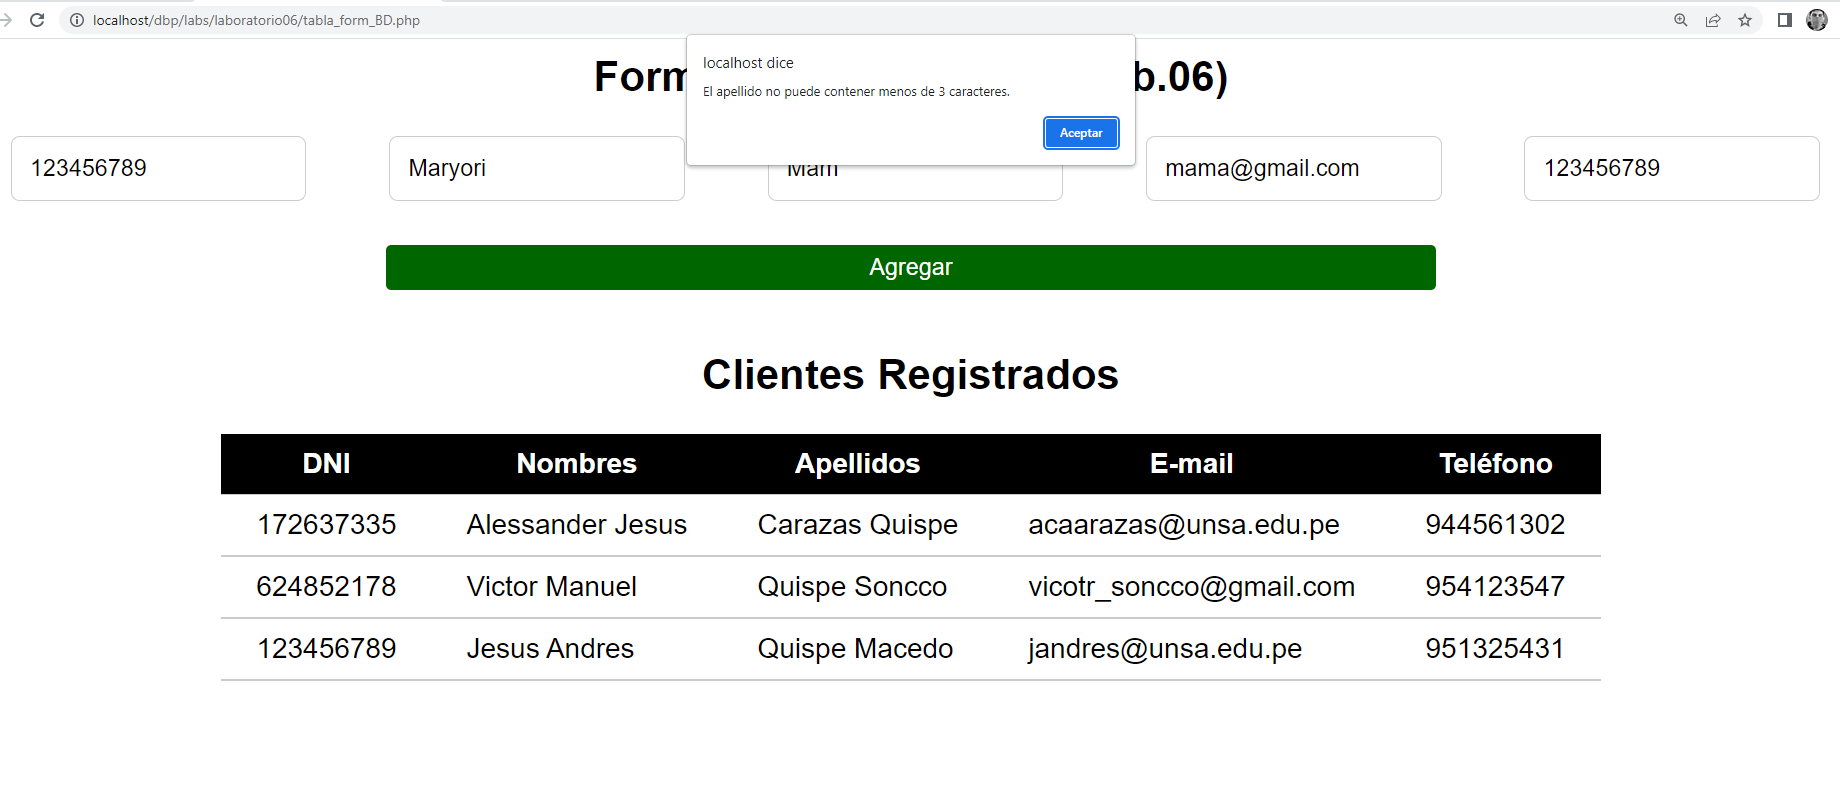 localhost/dbp/labs/laboratorio06/tabla_form_BD.php
localhost dice
El apellido no puede contener menos de 3 caracteres.
Aceptar
Form b.06)
123456789 Maryori Mam mama@gmail.com 123456789
Agregar
Clientes Registrados
DNI Nombres Apellidos E-mail Teléfono
172637335 Alessander Jesus Carazas Quispe acaarazas@unsa.edu.pe 944561302
624852178 Victor Manuel Quispe Soncco vicotr_soncco@gmail.com 954123547
123456789 Jesus Andres Quispe Macedo jandres@unsa.edu.pe 951325431